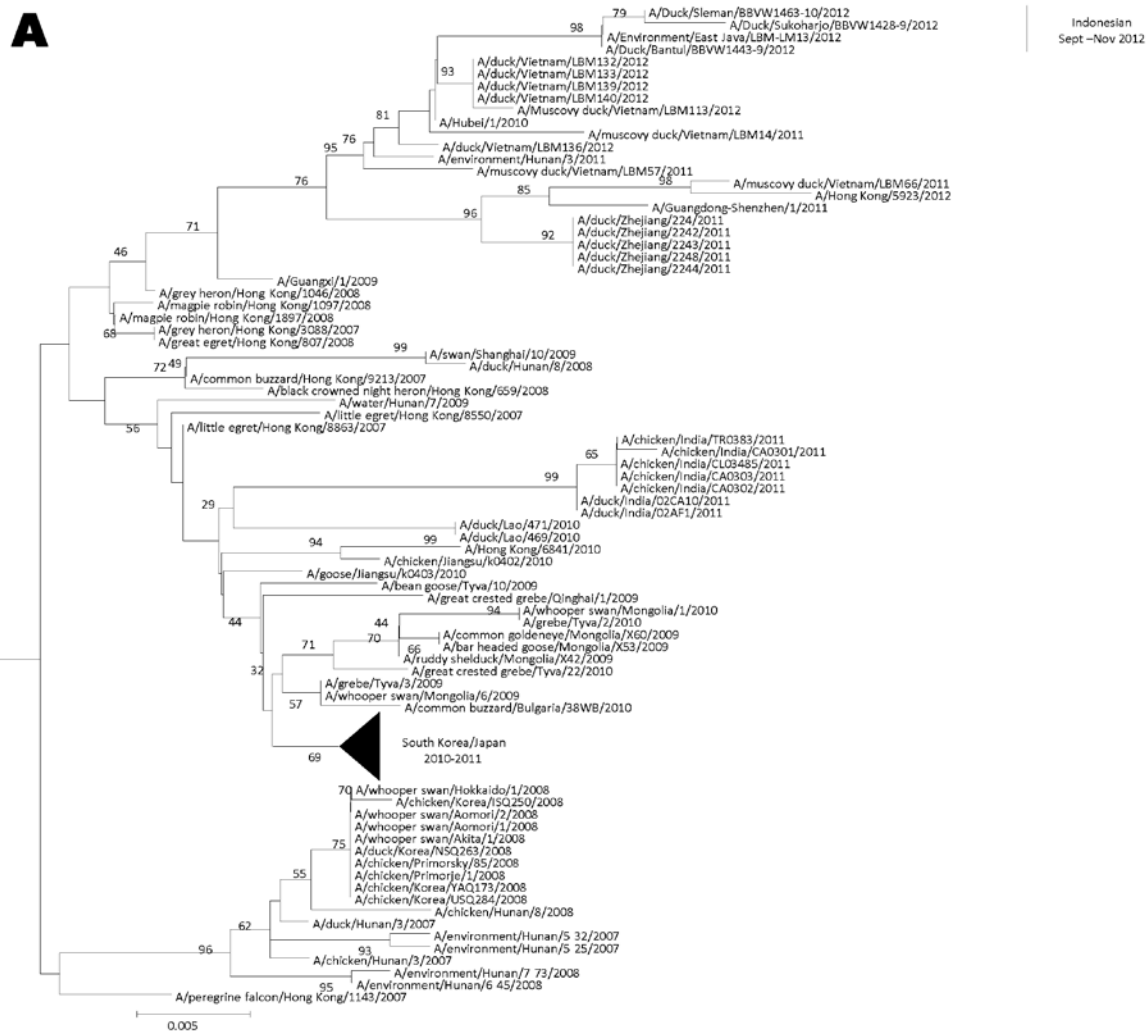 A
79
A/Duck/Sleman/BBVW1463-10/2012
A/Duck/Sukoharjo/BBVW1428-9/2012
98
A/Environment/East Java/LBM-LM13/2012
A/Duck/Bantul/BBVW1443-9/2012
Indonesian
Sept –Nov 2012
A/duck/Vietnam/LBM132/2012
93
A/duck/Vietnam/LBM133/2012
A/duck/Vietnam/LBM139/2012
A/duck/Vietnam/LBM140/2012
A/Muscovy duck/Vietnam/LBM113/2012
81
A/Hubei/1/2010
A/muscovy duck/Vietnam/LBM14/2011
76
A/duck/Vietnam/LBM136/2012
95
A/environment/Hunan/3/2011
A/muscovy duck/Vietnam/LBM57/2011
76
98
A/muscovy duck/Vietnam/LBM66/2011
85
A/Hong Kong/5923/2012
A/Guangdong-Shenzhen/1/2011
96
A/duck/Zhejiang/224/2011
71
92
A/duck/Zhejiang/2242/2011
A/duck/Zhejiang/2243/2011
A/duck/Zhejiang/2248/2011
A/duck/Zhejiang/2244/2011
46
A/Guangxi/1/2009
A/grey heron/Hong Kong/1046/2008
A/magpie robin/Hong Kong/1097/2008
A/magpie robin/Hong Kong/1897/2008
68
A/grey heron/Hong Kong/3088/2007
A/great egret/Hong Kong/807/2008
99
A/swan/Shanghai/10/2009
72
49
A/duck/Hunan/8/2008
A/common buzzard/Hong Kong/9213/2007
A/black crowned night heron/Hong Kong/659/2008
A/water/Hunan/7/2009
A/little egret/Hong Kong/8550/2007
56
A/little egret/Hong Kong/8863/2007
A/chicken/India/TR0383/2011
65
A/chicken/India/CA0301/2011
A/chicken/India/CL03485/2011
99
A/chicken/India/CA0303/2011
A/chicken/India/CA0302/2011
A/duck/India/02CA10/2011
29
A/duck/India/02AF1/2011
A/duck/Lao/471/2010
A/duck/Lao/469/2010
94
99
A/Hong Kong/6841/2010
A/chicken/Jiangsu/k0402/2010
A/goose/Jiangsu/k0403/2010
A/bean goose/Tyva/10/2009
A/great crested grebe/Qinghai/1/2009
44
94
A/whooper swan/Mongolia/1/2010
44
A/grebe/Tyva/2/2010
71
70
A/common goldeneye/Mongolia/X60/2009
66
A/bar headed goose/Mongolia/X53/2009
A/ruddy shelduck/Mongolia/X42/2009
32
A/great crested grebe/Tyva/22/2010
A/grebe/Tyva/3/2009
A/whooper swan/Mongolia/6/2009
57
A/common buzzard/Bulgaria/38WB/2010
69
South Korea/Japan
2010-2011
70
A/whooper swan/Hokkaido/1/2008
A/chicken/Korea/ISQ250/2008
A/whooper swan/Aomori/2/2008
A/whooper swan/Aomori/1/2008
A/whooper swan/Akita/1/2008
75
A/duck/Korea/NSQ263/2008
A/chicken/Primorsky/85/2008
A/chicken/Primorje/1/2008
55
A/chicken/Korea/YAQ173/2008
A/chicken/Korea/USQ284/2008
A/chicken/Hunan/8/2008
A/duck/Hunan/3/2007
62
A/environment/Hunan/5 32/2007
96
93
A/environment/Hunan/5 25/2007
A/chicken/Hunan/3/2007
A/environment/Hunan/7 73/2008
95
A/environment/Hunan/6 45/2008
A/peregrine falcon/Hong Kong/1143/2007
0.005